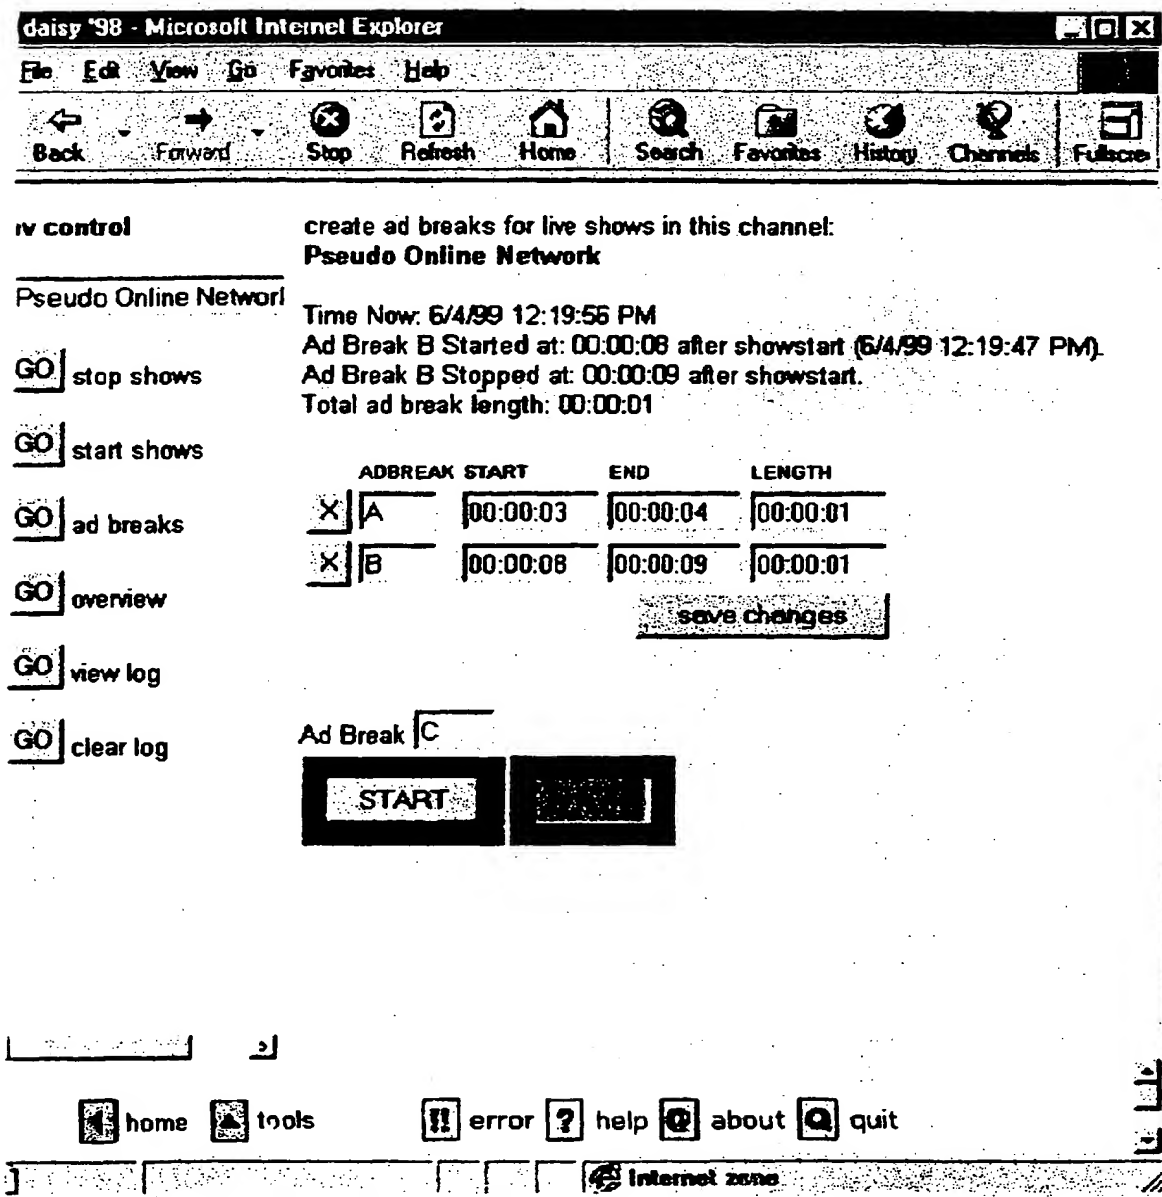 daisy '98 - Microsoft Internet Explorer
File Edit View Go Favorites Help
Back Forward Stop Refresh Home Search Favorites History Channels Fullscre
control
create ad breaks for live shows in this channel:
Pseudo Online Network
Pseudo Online Networl
Time Now: 6/4/99 12:19:56 PM
Ad Break B Started at: 00:00:08 after showstart (6/4/99 12:19:47 PM).
Ad Break B Stopped at: 00:00:09 after showstart.
Total ad break length: 00:00:01
GO stop shows
GO start shows
GO ad breaks
GO overview
GO view log
GO clear log
ADBREAK START END LENGTH
X A 00:00:03 00:00:04 00:00:01
X B 00:00:08 00:00:09 00:00:01
save changes
Ad Break C
START
home tools !! error ? help @ about Q quit
Internet zone